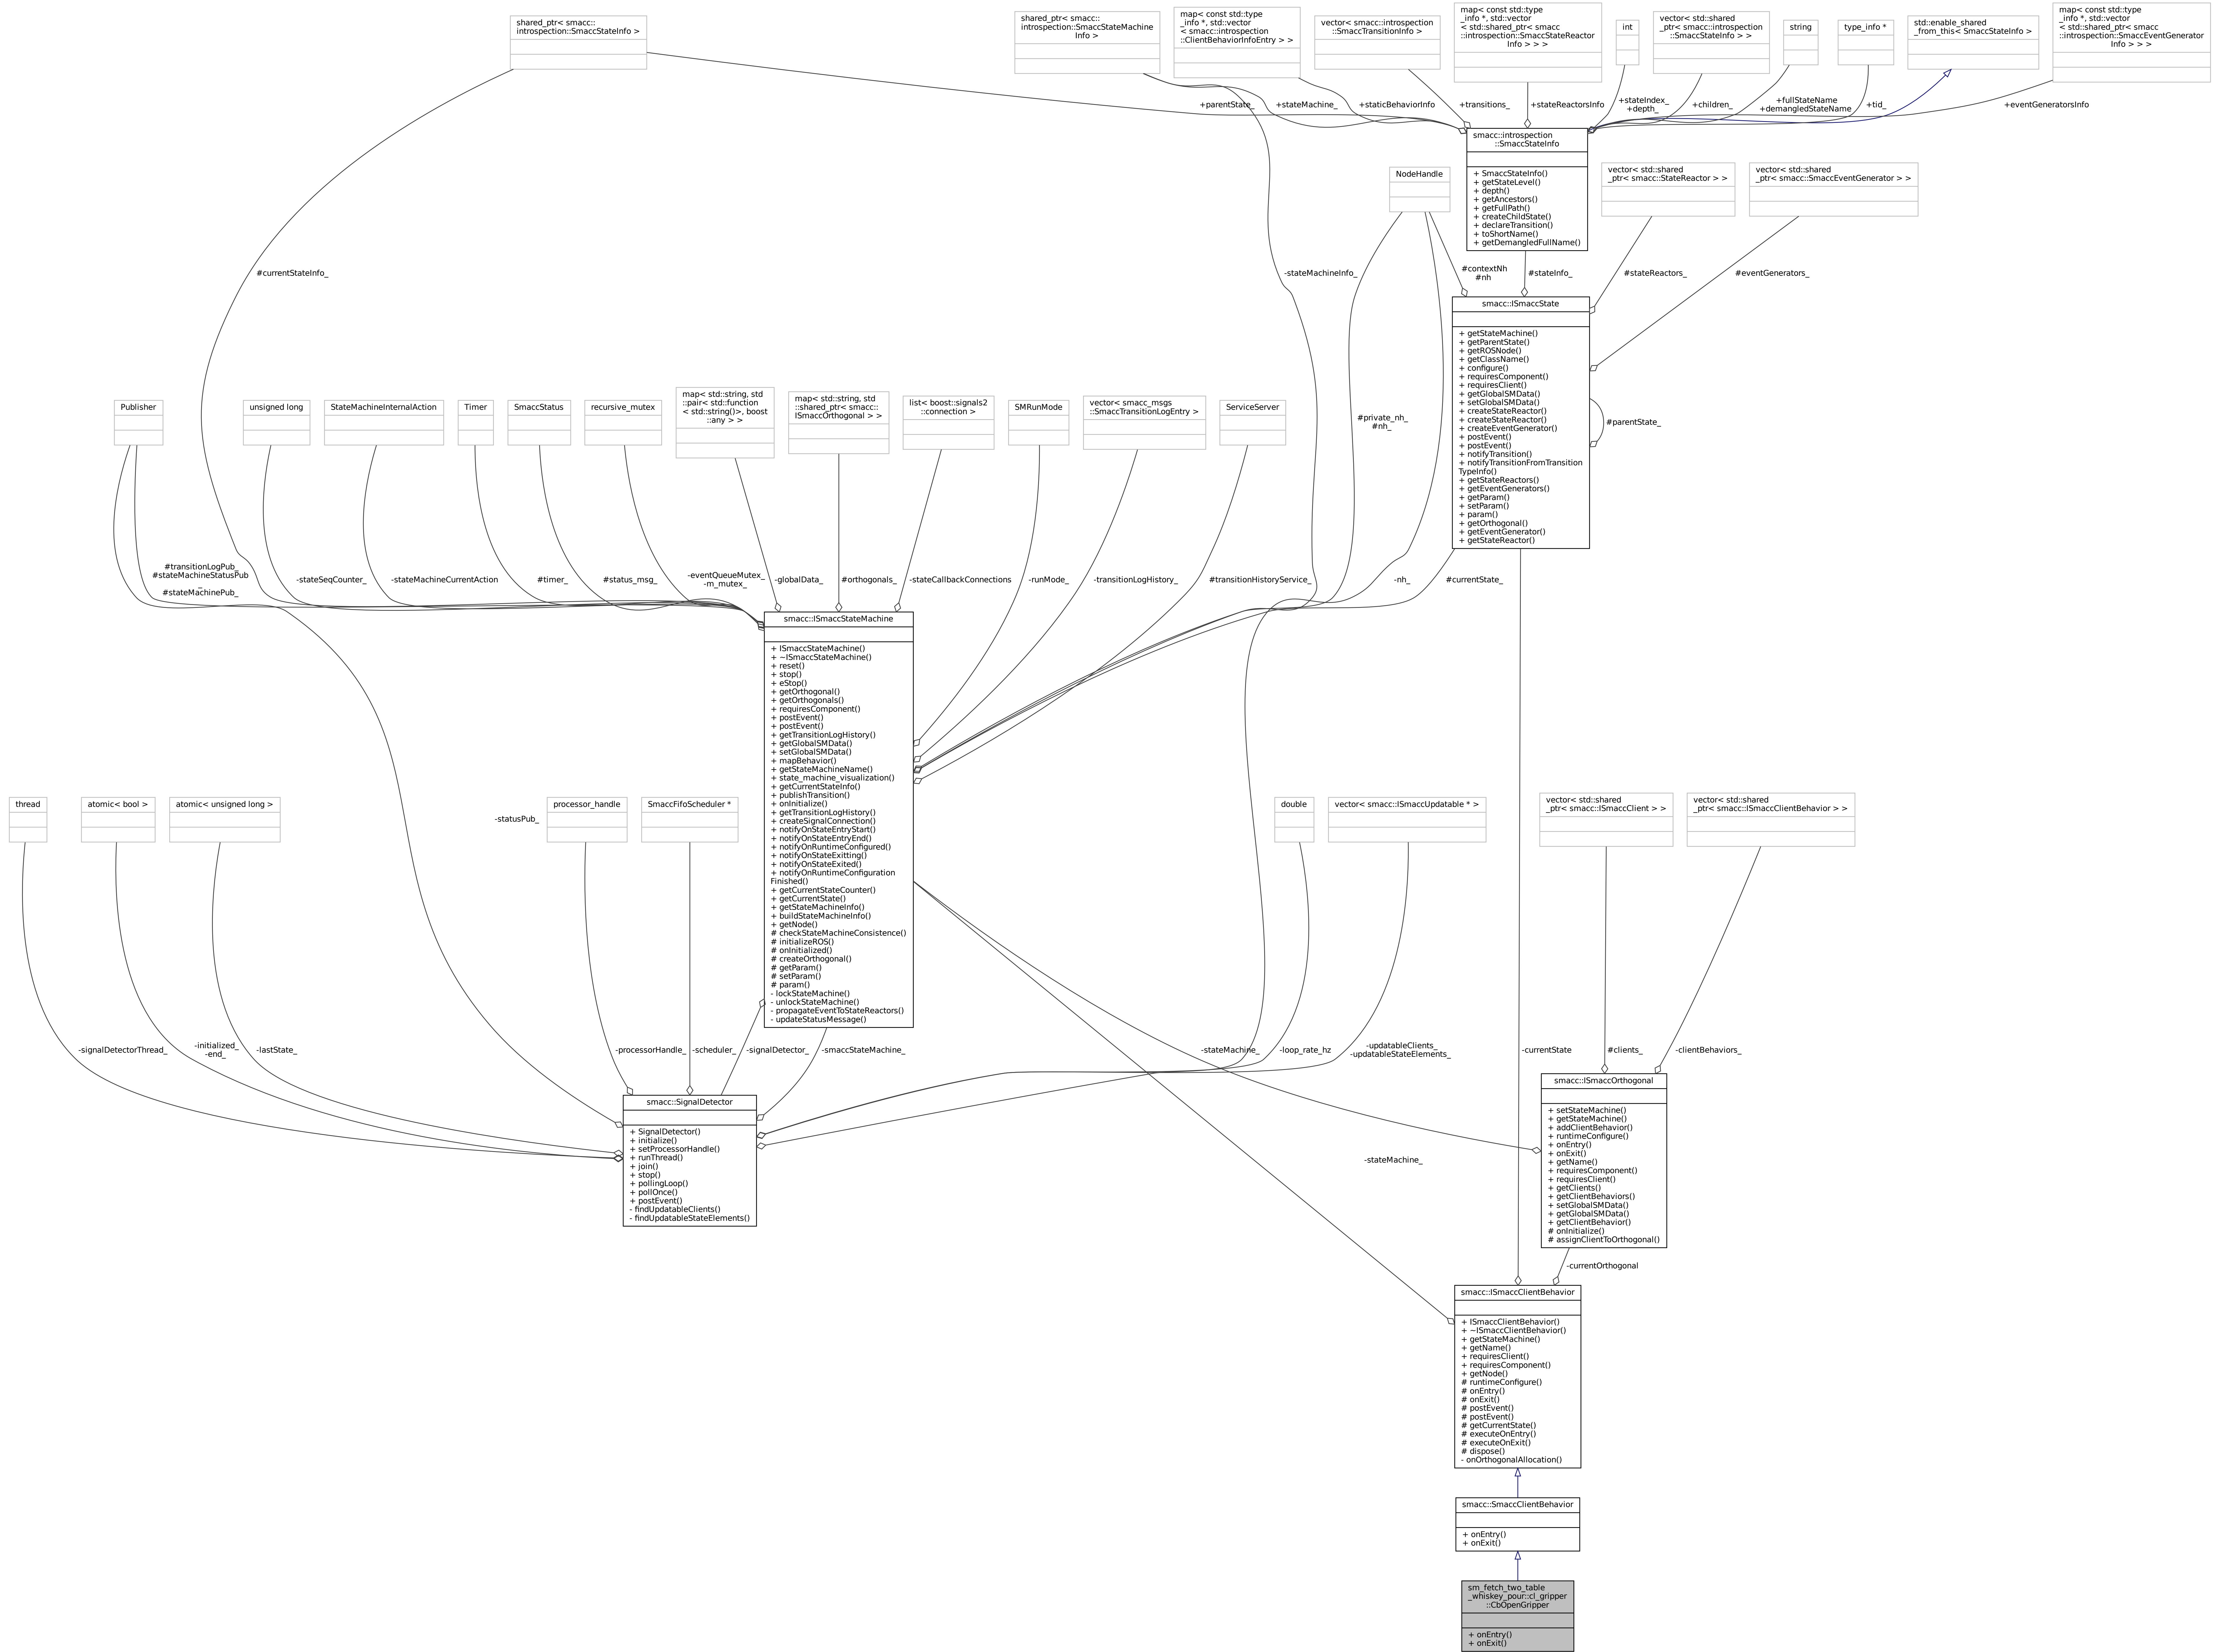 shared_ptr< smacc::
introspection::SmaccStateInfo >
shared_ptr< smacc::
introspection::SmaccStateMachine
Info >
map< const std::type
_info *, std::vector
< smacc::introspection
::ClientBehaviorInfoEntry > >
vector< smacc::introspection
::SmaccTransitionInfo >
map< const std::type
_info *, std::vector
< std::shared_ptr< smacc
::introspection::SmaccStateReactor
Info > > >
int
vector< std::shared
_ptr< smacc::introspection
::SmaccStateInfo > >
string
type_info *
std::enable_shared
_from_this< SmaccStateInfo >
map< const std::type
_info *, std::vector
< std::shared_ptr< smacc
::introspection::SmaccEventGenerator
Info > > >
+parentState_
+stateMachine_
+staticBehaviorInfo
+transitions_
+stateReactorsInfo
+stateIndex_
+depth_
+children_
+fullStateName
+demangledStateName
+tid_
+eventGeneratorsInfo
smacc::introspection
::SmaccStateInfo
+ SmaccStateInfo()
+ getStateLevel()
+ depth()
+ getAncestors()
+ getFullPath()
+ createChildState()
+ declareTransition()
+ toShortName()
+ getDemangledFullName()
NodeHandle
vector< std::shared
_ptr< smacc::StateReactor > >
vector< std::shared
_ptr< smacc::SmaccEventGenerator > >
#currentStateInfo_
-stateMachineInfo_
#contextNh
#nh
#stateInfo_
#stateReactors_
#eventGenerators_
smacc::ISmaccState
+ getStateMachine()
+ getParentState()
+ getROSNode()
+ getClassName()
+ configure()
+ requiresComponent()
+ requiresClient()
+ getGlobalSMData()
+ setGlobalSMData()
+ createStateReactor()
+ createStateReactor()
+ createEventGenerator()
+ postEvent()
+ postEvent()
+ notifyTransition()
+ notifyTransitionFromTransition
TypeInfo()
+ getStateReactors()
+ getEventGenerators()
+ getParam()
+ setParam()
+ param()
+ getOrthogonal()
+ getEventGenerator()
+ getStateReactor()
#parentState_
Publisher
unsigned long
StateMachineInternalAction
Timer
SmaccStatus
recursive_mutex
map< std::string, std
::pair< std::function
< std::string()>, boost
::any > >
map< std::string, std
::shared_ptr< smacc::
ISmaccOrthogonal > >
list< boost::signals2
::connection >
SMRunMode
vector< smacc_msgs
::SmaccTransitionLogEntry >
ServiceServer
#private_nh_
#nh_
#transitionLogPub_
#stateMachineStatusPub
_
#stateMachinePub_
-stateSeqCounter_
-stateMachineCurrentAction
#timer_
#status_msg_
-eventQueueMutex_
-m_mutex_
-globalData_
#orthogonals_
-stateCallbackConnections
-runMode_
-transitionLogHistory_
#transitionHistoryService_
-nh_
#currentState_
smacc::ISmaccStateMachine
+ ISmaccStateMachine()
+ ~ISmaccStateMachine()
+ reset()
+ stop()
+ eStop()
+ getOrthogonal()
+ getOrthogonals()
+ requiresComponent()
+ postEvent()
+ postEvent()
+ getTransitionLogHistory()
+ getGlobalSMData()
+ setGlobalSMData()
+ mapBehavior()
+ getStateMachineName()
+ state_machine_visualization()
+ getCurrentStateInfo()
+ publishTransition()
+ onInitialize()
+ getTransitionLogHistory()
+ createSignalConnection()
+ notifyOnStateEntryStart()
+ notifyOnStateEntryEnd()
+ notifyOnRuntimeConfigured()
+ notifyOnStateExitting()
+ notifyOnStateExited()
+ notifyOnRuntimeConfiguration
Finished()
+ getCurrentStateCounter()
+ getCurrentState()
+ getStateMachineInfo()
+ buildStateMachineInfo()
+ getNode()
# checkStateMachineConsistence()
# initializeROS()
# onInitialized()
# createOrthogonal()
# getParam()
# setParam()
# param()
- lockStateMachine()
- unlockStateMachine()
- propagateEventToStateReactors()
- updateStatusMessage()
thread
atomic< bool >
atomic< unsigned long >
-statusPub_
processor_handle
SmaccFifoScheduler *
double
vector< smacc::ISmaccUpdatable * >
vector< std::shared
_ptr< smacc::ISmaccClient > >
vector< std::shared
_ptr< smacc::ISmaccClientBehavior > >
-signalDetectorThread_
-initialized_
-end_
-lastState_
-processorHandle_
-scheduler_
-signalDetector_
-smaccStateMachine_
-stateMachine_
-loop_rate_hz
-updatableClients_
-updatableStateElements_
-currentState
#clients_
-clientBehaviors_
smacc::SignalDetector
+ SignalDetector()
+ initialize()
+ setProcessorHandle()
+ runThread()
+ join()
+ stop()
+ pollingLoop()
+ pollOnce()
+ postEvent()
- findUpdatableClients()
- findUpdatableStateElements()
smacc::ISmaccOrthogonal
+ setStateMachine()
+ getStateMachine()
+ addClientBehavior()
+ runtimeConfigure()
+ onEntry()
+ onExit()
+ getName()
+ requiresComponent()
+ requiresClient()
+ getClients()
+ getClientBehaviors()
+ setGlobalSMData()
+ getGlobalSMData()
+ getClientBehavior()
# onInitialize()
# assignClientToOrthogonal()
-stateMachine_
-currentOrthogonal
smacc::ISmaccClientBehavior
+ ISmaccClientBehavior()
+ ~ISmaccClientBehavior()
+ getStateMachine()
+ getName()
+ requiresClient()
+ requiresComponent()
+ getNode()
# runtimeConfigure()
# onEntry()
# onExit()
# postEvent()
# postEvent()
# getCurrentState()
# executeOnEntry()
# executeOnExit()
# dispose()
- onOrthogonalAllocation()
smacc::SmaccClientBehavior
+ onEntry()
+ onExit()
sm_fetch_two_table
_whiskey_pour::cl_gripper
::CbOpenGripper
+ onEntry()
+ onExit()